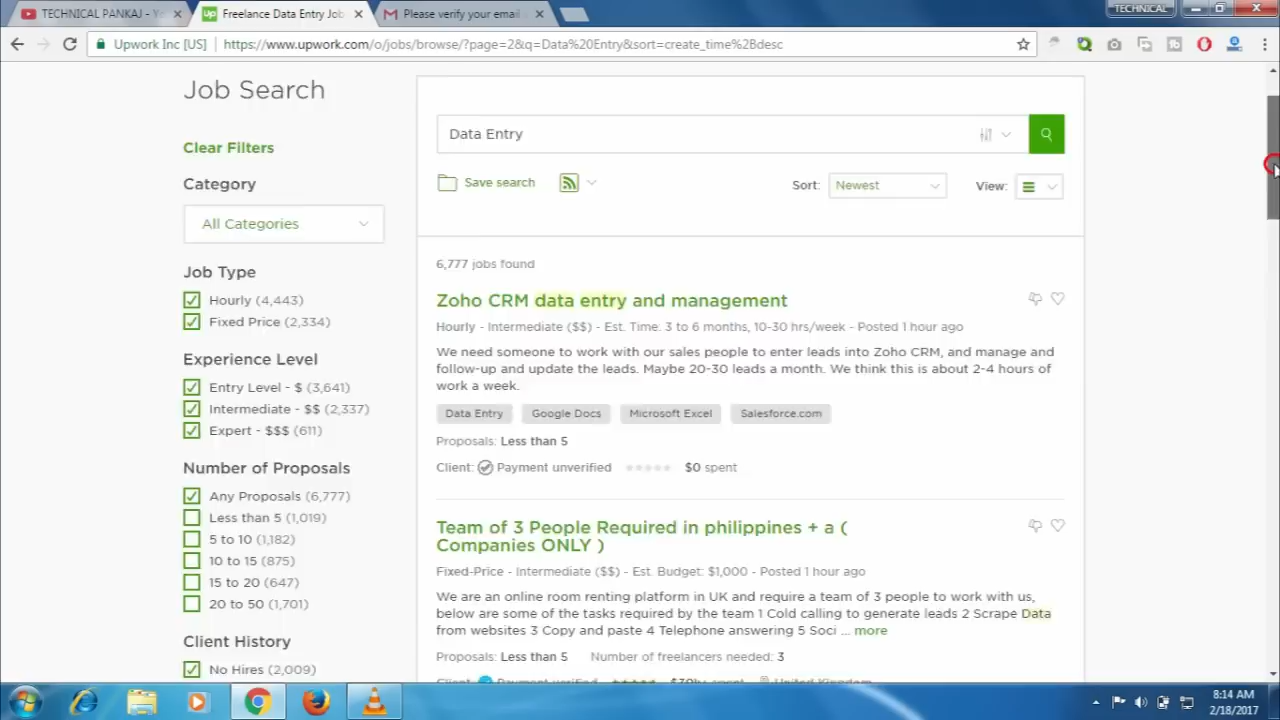 TECHNICAL PANKAJ - Yo
Freelance Data Entry Job
Please verify your email
TECHNICAL
Upwork Inc [US]
https://www.upwork.com/o/jobs/browse/?page=2&q=Data%20Entry&sort=create_time%2Bdesc
Job Search
Clear Filters
Category
All Categories
Job Type
Hourly (4,443)
Fixed Price (2,334)
Experience Level
Entry Level - $ (3,641)
Intermediate - $$ (2,337)
Expert - $$$ (611)
Number of Proposals
Any Proposals (6,777)
Less than 5 (1,019)
5 to 10 (1,182)
10 to 15 (875)
15 to 20 (647)
20 to 50 (1,701)
Client History
No Hires (2,009)
Data Entry
Save search
Sort: Newest
View:
6,777 jobs found
Zoho CRM data entry and management
Hourly - Intermediate ($$) - Est. Time: 3 to 6 months, 10-30 hrs/week - Posted 1 hour ago
We need someone to work with our sales people to enter leads into Zoho CRM, and manage and
follow-up and update the leads. Maybe 20-30 leads a month. We think this is about 2-4 hours of
work a week.
Data Entry Google Docs Microsoft Excel Salesforce.com
Proposals: Less than 5
Client: Payment unverified $0 spent
Team of 3 People Required in philippines + a (
Companies ONLY )
Fixed-Price - Intermediate ($$) - Est. Budget: $1,000 - Posted 1 hour ago
We are an online room renting platform in UK and require a team of 3 people to work with us,
below are some of the tasks required by the team 1 Cold calling to generate leads 2 Scrape Data
from websites 3 Copy and paste 4 Telephone answering 5 Soci ... more
Proposals: Less than 5 Number of freelancers needed: 3
Client: Payment verified spent United Kingdom
8:14 AM
2/18/2017